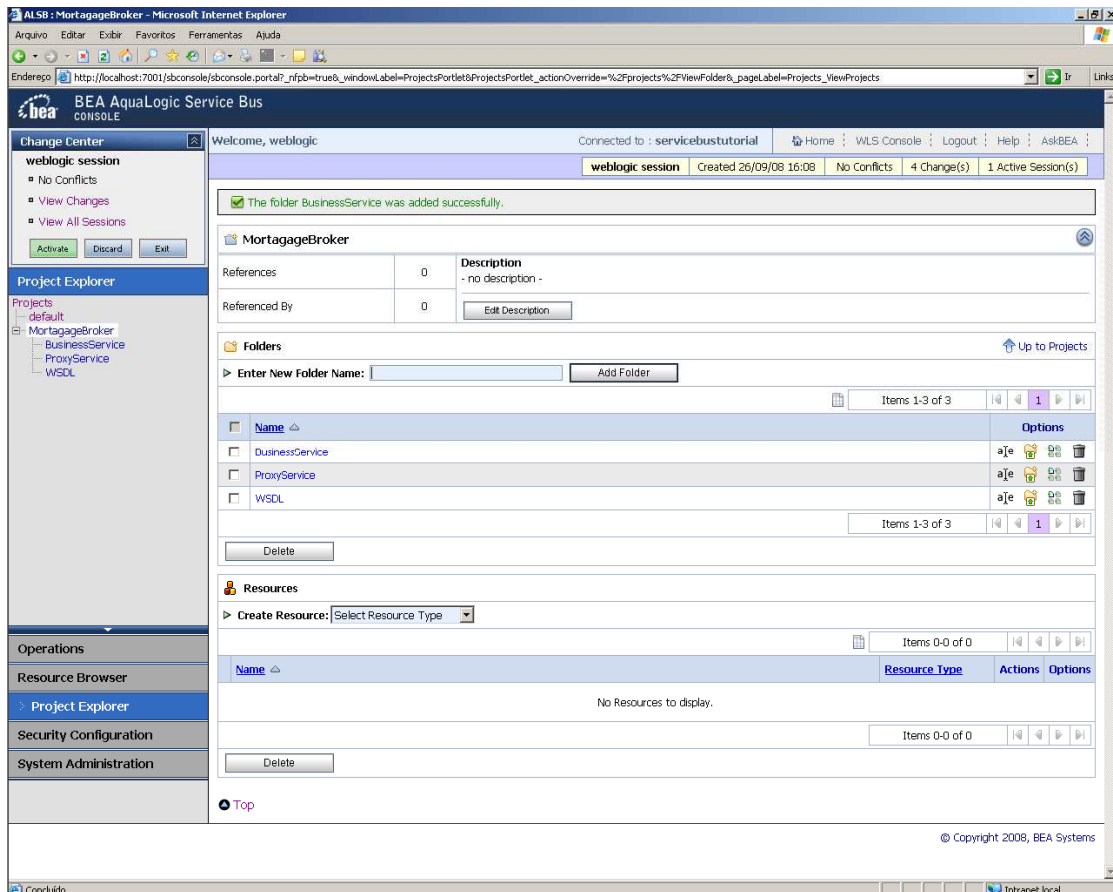 ALSB : MortagageBroker - Microsoft Internet Explorer
Arquivo Editar Exibir Favoritos Ferramentas Ajuda
Endereço http://localhost:7001/sbconsole/sbconsole.portal?_nfpb=true&_windowLabel=ProjectsPortlet&ProjectsPortlet_actionOverride=%2Fprojects%2FViewFolder&_pageLabel=Projects_ViewProjects Ir Links
bea BEA AquaLogic Service Bus
CONSOLE
Change Center
weblogic session
No Conflicts
View Changes
View All Sessions
Activate Discard Exit
Project Explorer
Projects
default
MortagageBroker
BusinessService
ProxyService
WSDL
Operations
Resource Browser
Project Explorer
Security Configuration
System Administration
Welcome, weblogic Connected to : servicebustutorial Home WLS Console Logout Help AskBEA
weblogic session Created 26/09/08 16:08 No Conflicts 4 Change(s) 1 Active Session(s)
The folder BusinessService was added successfully.
MortagageBroker
References 0 Description
- no description -
Referenced By 0 Edit Description
Folders Up to Projects
Enter New Folder Name: Add Folder
Items 1-3 of 3 1
Name Options
BusinessService
ProxyService
WSDL
Items 1-3 of 3 1
Delete
Resources
Create Resource: Select Resource Type
Items 0-0 of 0
Name Resource Type Actions Options
No Resources to display.
Items 0-0 of 0
Delete
Top
© Copyright 2008, BEA Systems
Concluído Intranet local